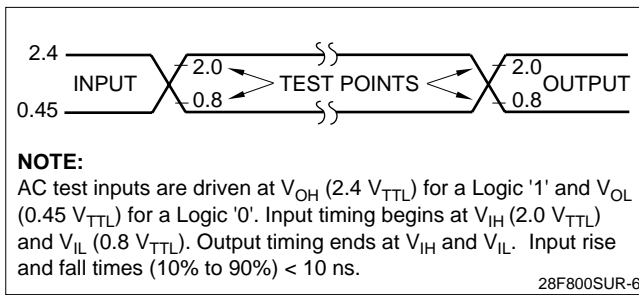 2.4
INPUT 2.0 TEST POINTS 2.0 OUTPUT
0.8 0.8
0.45
NOTE:
AC test inputs are driven at VOH (2.4 VTTL) for a Logic '1' and VOL
(0.45 VTTL) for a Logic '0'. Input timing begins at VIH (2.0 VTTL)
and VIL (0.8 VTTL). Output timing ends at VIH and VIL. Input rise
and fall times (10% to 90%) < 10 ns.
28F800SUR-6